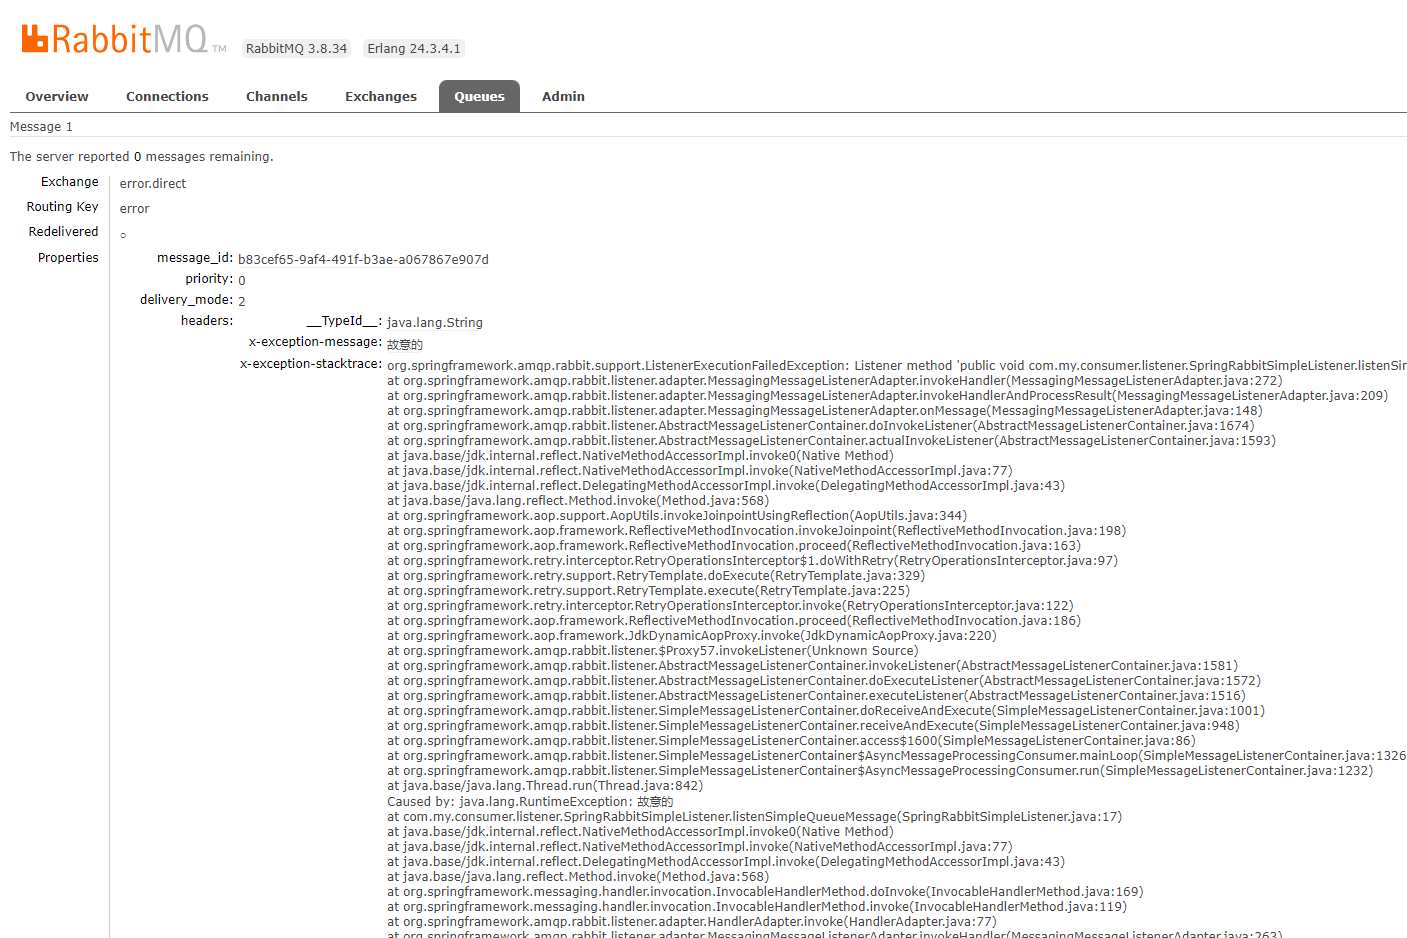 RabbitMQ TM RabbitMQ 3.8.34 Erlang 24.3.4.1
Overview Connections Channels Exchanges Queues Admin
Message 1
The server reported 0 messages remaining.
Exchange error.direct
Routing Key error
Redelivered ○
Properties message_id: b83cef65-9af4-491f-b3ae-a067867e907d
priority: 0
delivery_mode: 2
headers: __TypeId__: java.lang.String
x-exception-message: 故意的
x-exception-stacktrace: org.springframework.amqp.rabbit.support.ListenerExecutionFailedException: Listener method 'public void com.my.consumer.listener.SpringRabbitSimpleListener.listenSim
at org.springframework.amqp.rabbit.listener.adapter.MessagingMessageListenerAdapter.invokeHandler(MessagingMessageListenerAdapter.java:272)
at org.springframework.amqp.rabbit.listener.adapter.MessagingMessageListenerAdapter.invokeHandlerAndProcessResult(MessagingMessageListenerAdapter.java:209)
at org.springframework.amqp.rabbit.listener.adapter.MessagingMessageListenerAdapter.onMessage(MessagingMessageListenerAdapter.java:148)
at org.springframework.amqp.rabbit.listener.AbstractMessageListenerContainer.doInvokeListener(AbstractMessageListenerContainer.java:1674)
at org.springframework.amqp.rabbit.listener.AbstractMessageListenerContainer.actualInvokeListener(AbstractMessageListenerContainer.java:1593)
at java.base/jdk.internal.reflect.NativeMethodAccessorImpl.invoke0(Native Method)
at java.base/jdk.internal.reflect.NativeMethodAccessorImpl.invoke(NativeMethodAccessorImpl.java:77)
at java.base/jdk.internal.reflect.DelegatingMethodAccessorImpl.invoke(DelegatingMethodAccessorImpl.java:43)
at java.base/java.lang.reflect.Method.invoke(Method.java:568)
at org.springframework.aop.support.AopUtils.invokeJoinpointUsingReflection(AopUtils.java:344)
at org.springframework.aop.framework.ReflectiveMethodInvocation.invokeJoinpoint(ReflectiveMethodInvocation.java:198)
at org.springframework.aop.framework.ReflectiveMethodInvocation.proceed(ReflectiveMethodInvocation.java:163)
at org.springframework.retry.interceptor.RetryOperationsInterceptor$1.doWithRetry(RetryOperationsInterceptor.java:97)
at org.springframework.retry.support.RetryTemplate.doExecute(RetryTemplate.java:329)
at org.springframework.retry.support.RetryTemplate.execute(RetryTemplate.java:225)
at org.springframework.retry.interceptor.RetryOperationsInterceptor.invoke(RetryOperationsInterceptor.java:122)
at org.springframework.aop.framework.ReflectiveMethodInvocation.proceed(ReflectiveMethodInvocation.java:186)
at org.springframework.aop.framework.JdkDynamicAopProxy.invoke(JdkDynamicAopProxy.java:220)
at org.springframework.amqp.rabbit.listener.$Proxy57.invokeListener(Unknown Source)
at org.springframework.amqp.rabbit.listener.AbstractMessageListenerContainer.invokeListener(AbstractMessageListenerContainer.java:1581)
at org.springframework.amqp.rabbit.listener.AbstractMessageListenerContainer.doExecuteListener(AbstractMessageListenerContainer.java:1572)
at org.springframework.amqp.rabbit.listener.AbstractMessageListenerContainer.executeListener(AbstractMessageListenerContainer.java:1516)
at org.springframework.amqp.rabbit.listener.SimpleMessageListenerContainer.doReceiveAndExecute(SimpleMessageListenerContainer.java:1001)
at org.springframework.amqp.rabbit.listener.SimpleMessageListenerContainer.receiveAndExecute(SimpleMessageListenerContainer.java:948)
at org.springframework.amqp.rabbit.listener.SimpleMessageListenerContainer.access$1600(SimpleMessageListenerContainer.java:86)
at org.springframework.amqp.rabbit.listener.SimpleMessageListenerContainer$AsyncMessageProcessingConsumer.mainLoop(SimpleMessageListenerContainer.java:1326
at org.springframework.amqp.rabbit.listener.SimpleMessageListenerContainer$AsyncMessageProcessingConsumer.run(SimpleMessageListenerContainer.java:1232)
at java.base/java.lang.Thread.run(Thread.java:842)
Caused by: java.lang.RuntimeException: 故意的
at com.my.consumer.listener.SpringRabbitSimpleListener.listenSimpleQueueMessage(SpringRabbitSimpleListener.java:17)
at java.base/jdk.internal.reflect.NativeMethodAccessorImpl.invoke0(Native Method)
at java.base/jdk.internal.reflect.NativeMethodAccessorImpl.invoke(NativeMethodAccessorImpl.java:77)
at java.base/jdk.internal.reflect.DelegatingMethodAccessorImpl.invoke(DelegatingMethodAccessorImpl.java:43)
at java.base/java.lang.reflect.Method.invoke(Method.java:568)
at org.springframework.messaging.handler.invocation.InvocableHandlerMethod.doInvoke(InvocableHandlerMethod.java:169)
at org.springframework.messaging.handler.invocation.InvocableHandlerMethod.invoke(InvocableHandlerMethod.java:119)
at org.springframework.amqp.rabbit.listener.adapter.HandlerAdapter.invoke(HandlerAdapter.java:77)
at org.springframework.amqp.rabbit.listener.adapter.MessagingMessageListenerAdapter.invokeHandler(MessagingMessageListenerAdapter.java:263)